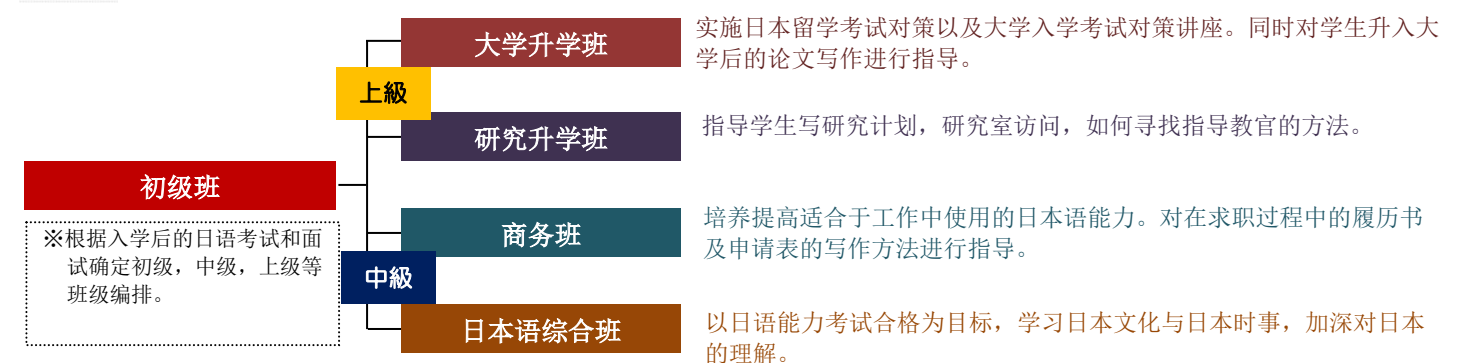 大学升学班
实施日本留学考试对策以及大学入学考试对策讲座。同时对学生升入大
学后的论文写作进行指导。
上級
研究升学班
指导学生写研究计划，研究室访问，如何寻找指导教官的方法。
初级班
※根据入学后的日语考试和面
试确定初级，中级，上级等
班级编排。
商务班
培养提高适合于工作中使用的日本语能力。对在求职过程中的履历书
及申请表的写作方法进行指导。
中級
日本语综合班
以日语能力考试合格为目标，学习日本文化与日本时事，加深对日本
的理解。